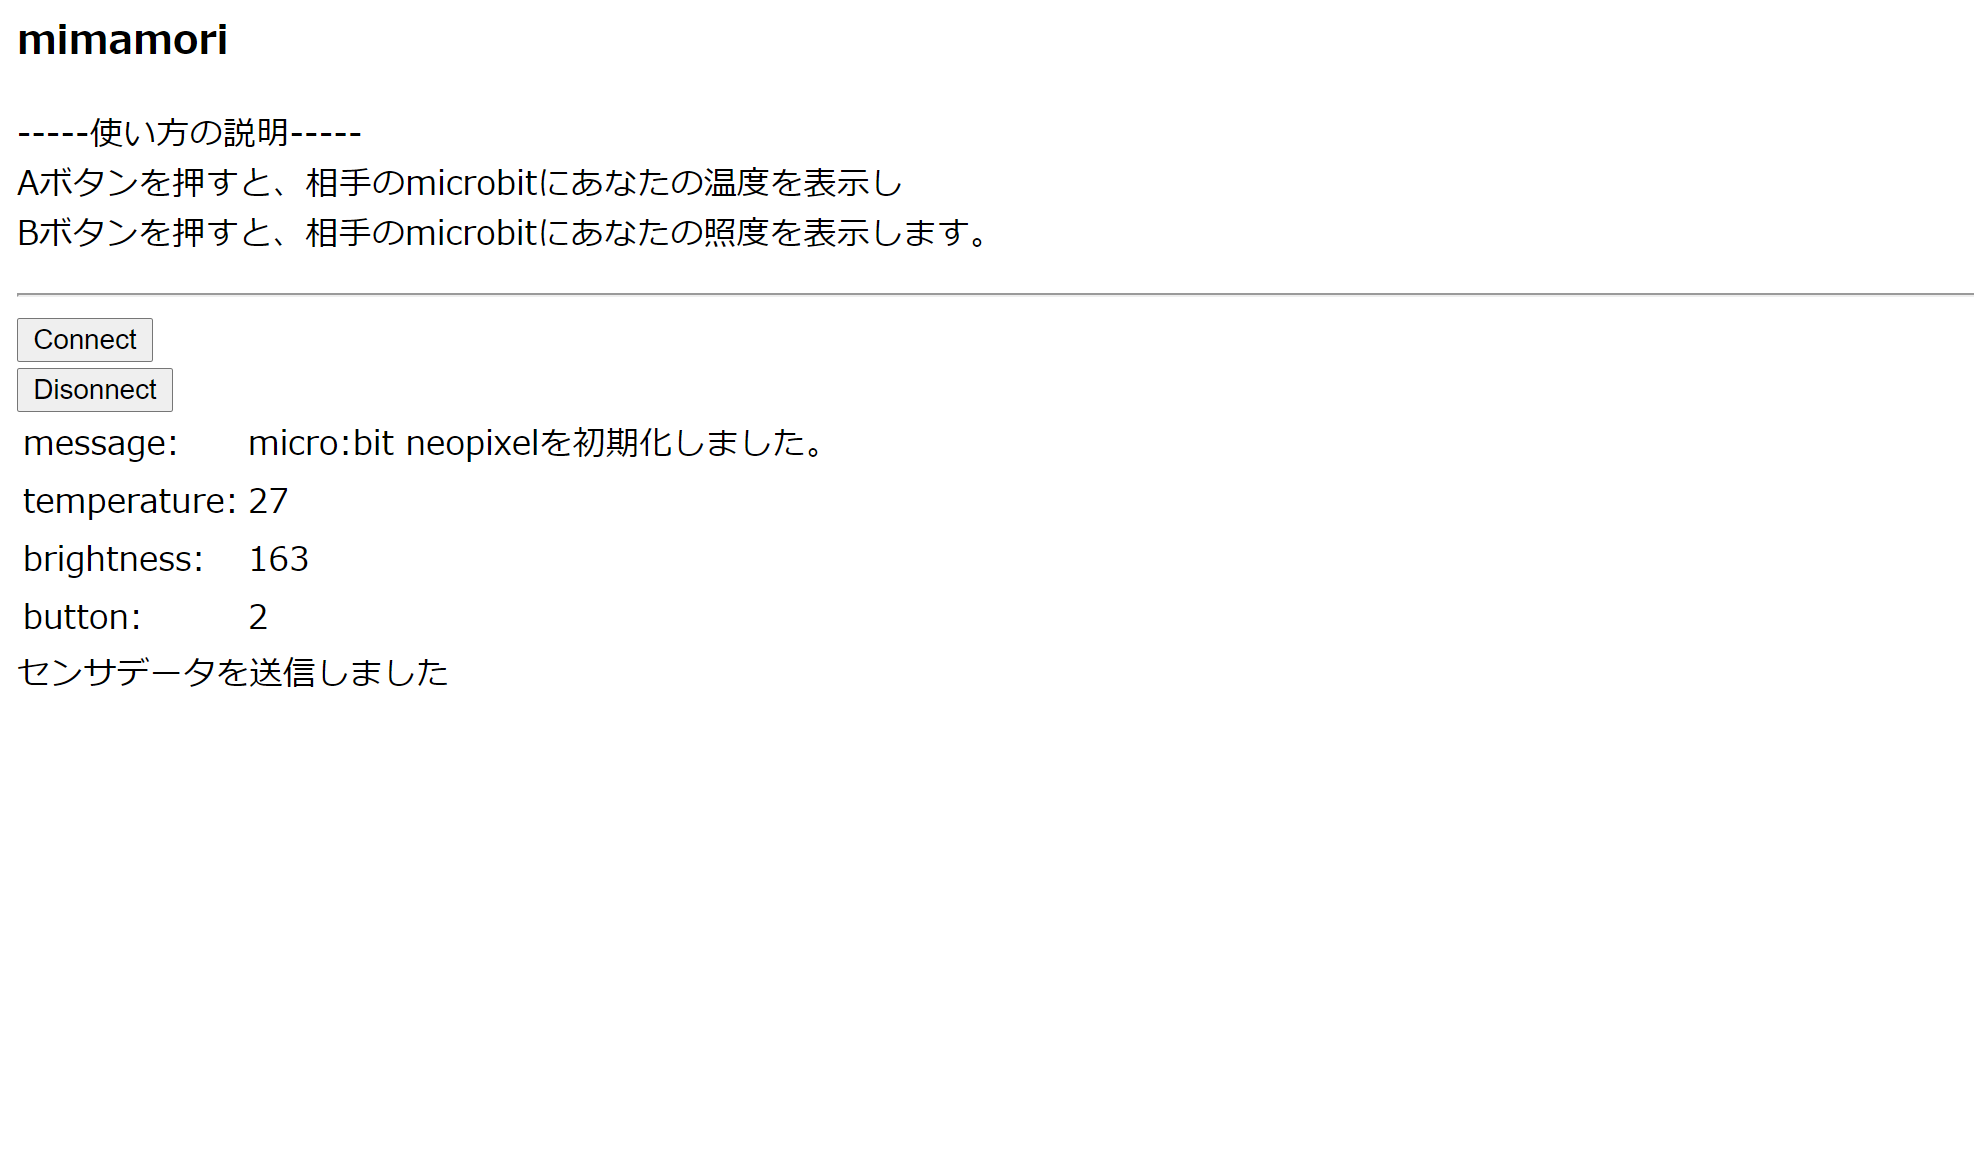 mimamori
-----使い方の説明-----
Aボタンを押すと、相手のmicrobitにあなたの温度を表示し
Bボタンを押すと、相手のmicrobitにあなたの照度を表示します。
Connect
Disonnect
message: micro:bit neopixelを初期化しました。
temperature: 27
brightness: 163
button: 2
センサデータを送信しました